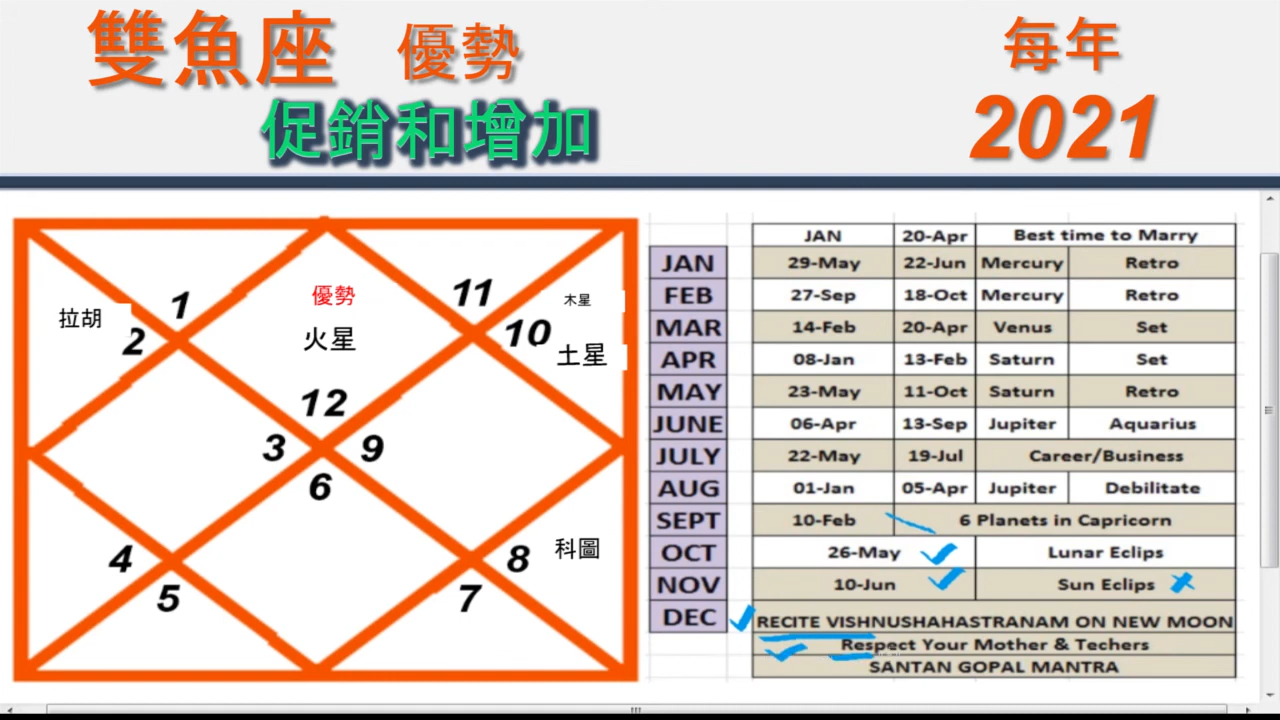 雙魚座 優勢 每年
促銷和增加 2021
優勢
火星
拉胡
木星
土星
科圖
1
2
11
10
12
3
9
6
4
5
8
7
JAN 20-Apr Best time to Marry
JAN 29-May 22-Jun Mercury Retro
FEB 27-Sep 18-Oct Mercury Retro
MAR 14-Feb 20-Apr Venus Set
APR 08-Jan 13-Feb Saturn Set
MAY 23-May 11-Oct Saturn Retro
JUNE 06-Apr 13-Sep Jupiter Aquarius
JULY 22-May 19-Jul Career/Business
AUG 01-Jan 05-Apr Jupiter Debilitate
SEPT 10-Feb 6 Planets in Capricorn
OCT 26-May Lunar Eclips
NOV 10-Jun Sun Eclips
DEC RECITE VISHNUSHAHASTRANAM ON NEW MOON
Respect Your Mother & Techers
SANTAN GOPAL MANTRA